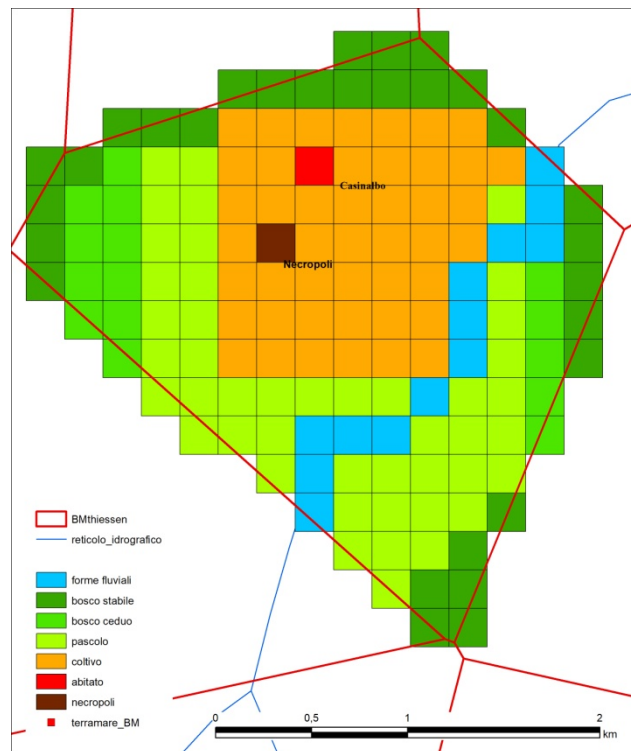 Casinalbo
Necropoli
BMthiessen
reticolo_idrografico
forme fluviali
bosco stabile
bosco ceduo
pascolo
coltivo
abitato
necropoli
terramare_BM
0 0,5 1 2
km